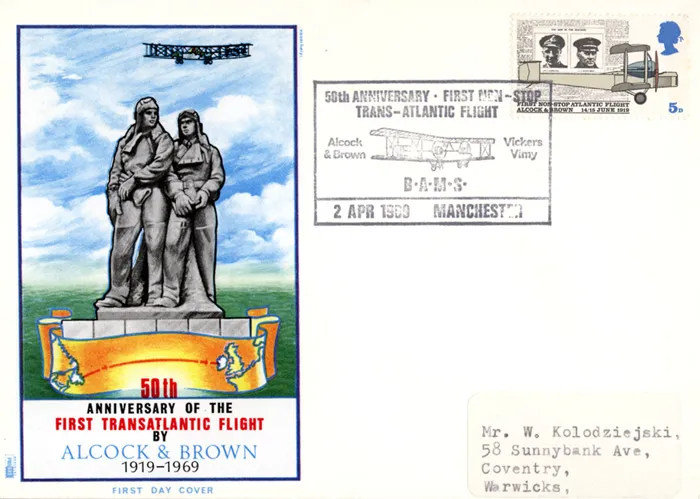 50th
ANNIVERSARY OF THE
FIRST TRANSATLANTIC FLIGHT
BY
ALCOCK & BROWN
1919-1969
FIRST DAY COVER
50th ANNIVERSARY · FIRST NON-STOP
TRANS-ATLANTIC FLIGHT
Alcock & Brown
Vickers Vimy
B·A·M·S·
2 APR 1969 MANCHESTER
5D
FIRST NON-STOP ATLANTIC FLIGHT
ALCOCK & BROWN 14/15 JUNE 1919
Mr. W. Kolodziejski,
58 Sunnybank Ave,
Coventry,
Warwicks,